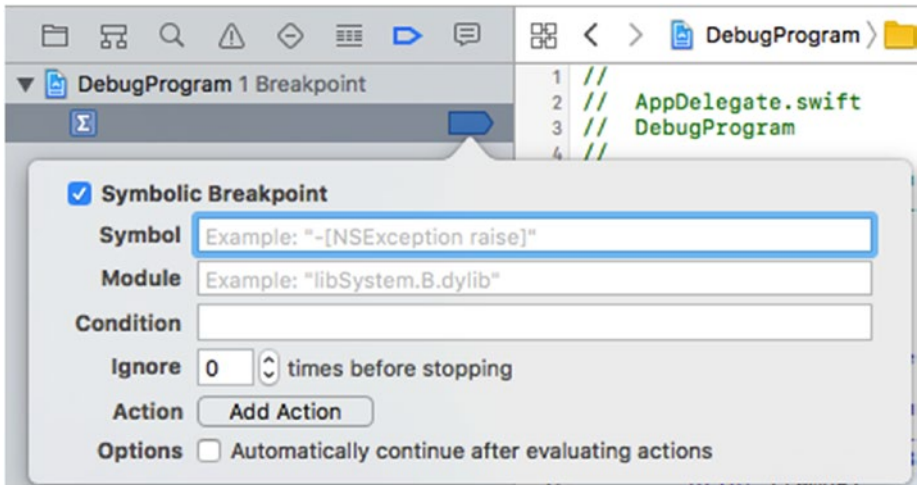 DebugProgram
DebugProgram 1 Breakpoint
Σ
1 //
2 // AppDelegate.swift
3 // DebugProgram
4 //
Symbolic Breakpoint
Symbol Example: "-[NSException raise]"
Module Example: "libSystem.B.dylib"
Condition
Ignore 0 times before stopping
Action Add Action
Options Automatically continue after evaluating actions